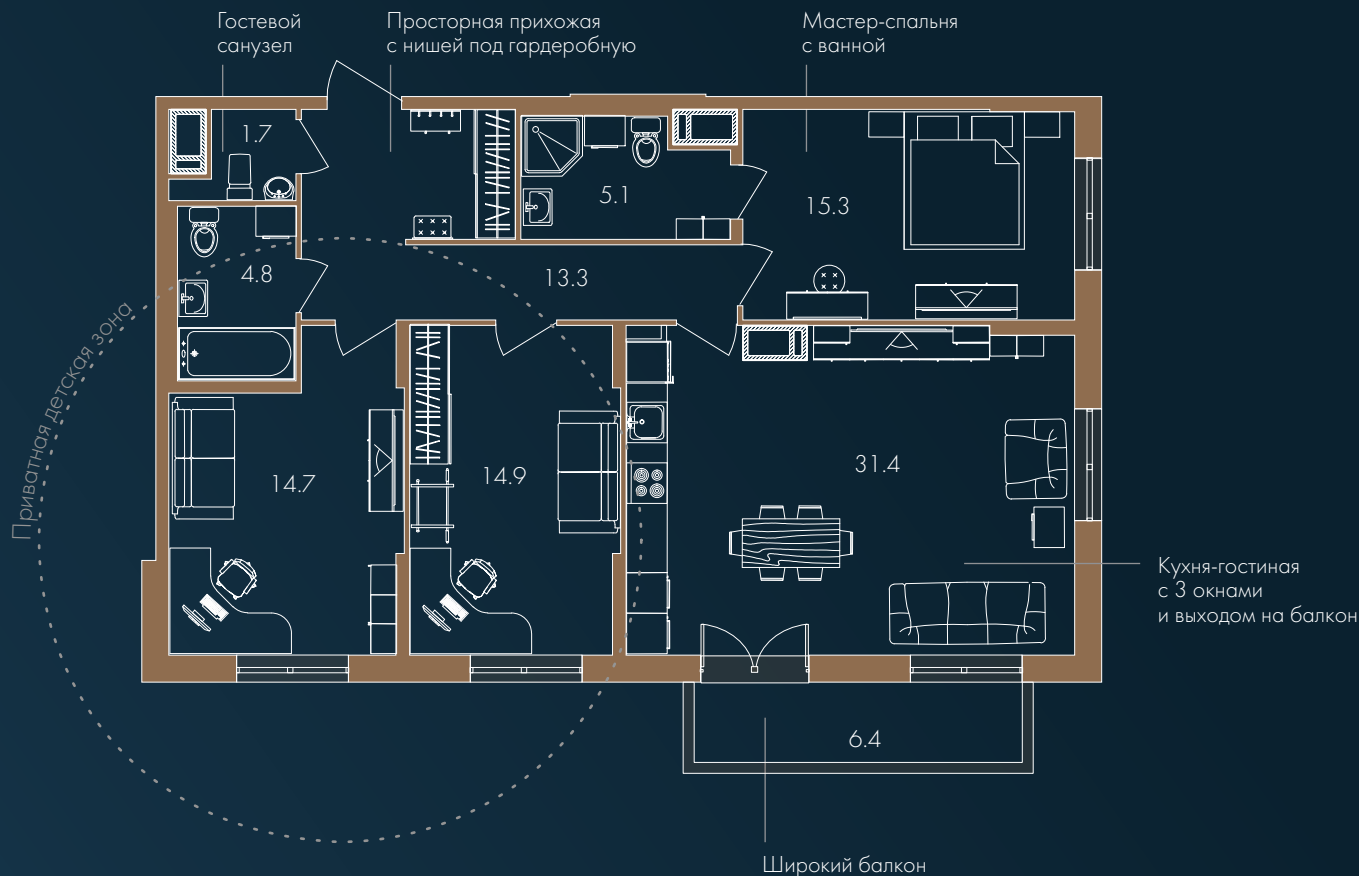 Гостевой
санузел
Просторная прихожая
с нишей под гардеробную
Мастер-спальня
с ванной
1.7
5.1
15.3
4.8
13.3
Приватная детская зона
14.7
14.9
31.4
Кухня-гостиная
с 3 окнами
и выходом на балкон
6.4
Широкий балкон